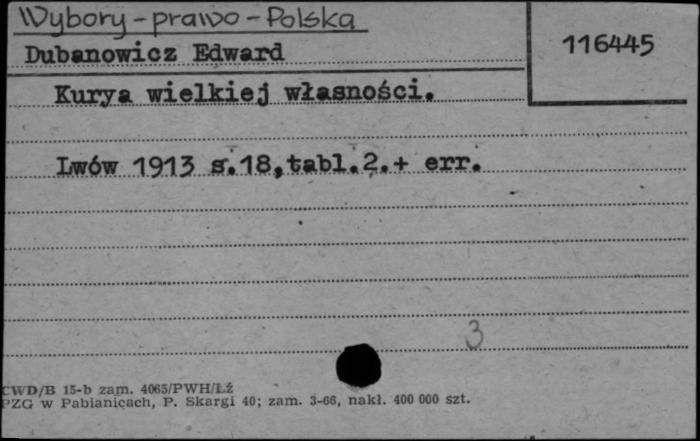 Wybory - prawo - Polska
116445
Dubanowicz Edward
Kurya wielkiej własności.
Lwów 1913 s.18,tabl.2.+ err.
3
CWD/B 15-b zam. 4065/PWH/ŁŹ
PZG w Pabianicach, P. Skargi 40; zam. 3-66, nakł. 400 000 szt.